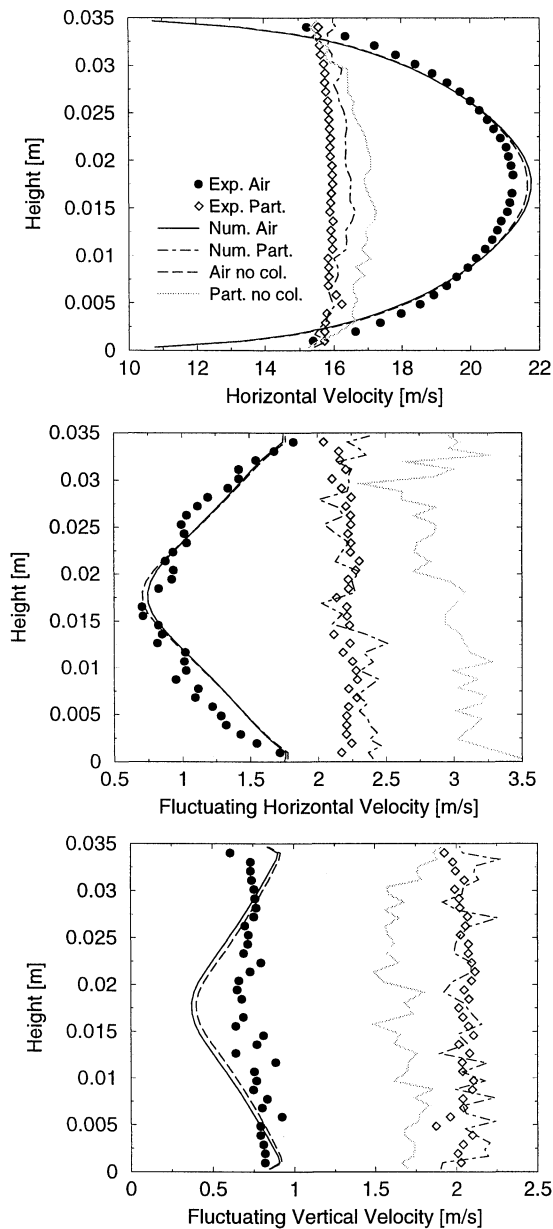 0.035
0.03
0.025
0.02
0.015
0.01
0.005
0
Height [m]
Exp. Air
Exp. Part.
Num. Air
Num. Part.
Air no col.
Part. no col.
10 12 14 16 18 20 22
Horizontal Velocity [m/s]
0.035
0.03
0.025
0.02
0.015
0.01
0.005
0
Height [m]
0.5 1 2 2.5 3 3.5
Fluctuating Horizontal Velocity [m/s]
0.035
0.03
0.025
0.02
0.015
0.01
0.005
0
Height [m]
0 0.5 1 1.5 2 2.5
Fluctuating Vertical Velocity [m/s]